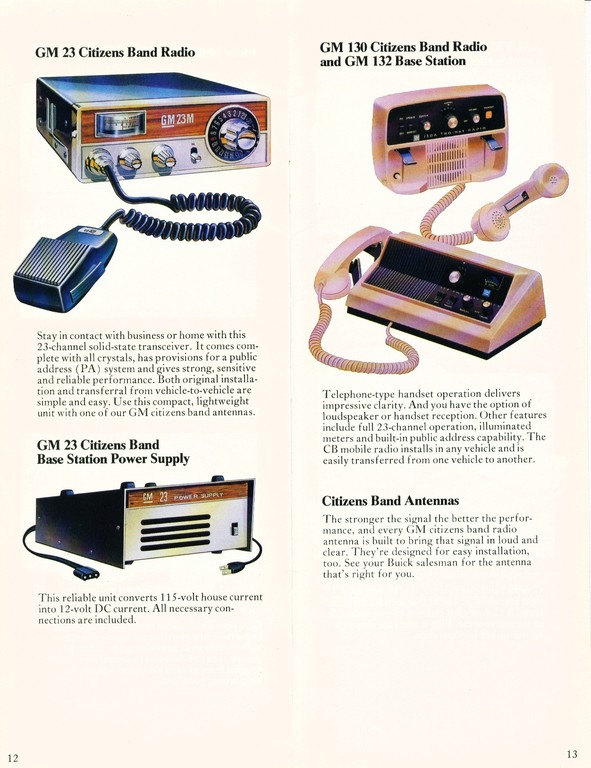 GM 23 Citizens Band Radio
GM 23M
Stay in contact with business or home with this
23-channel solid-state transceiver. It comes com-
plete with all crystals, has provisions for a public
address (PA) system and gives strong, sensitive
and reliable performance. Both original installa-
tion and transferral from vehicle-to-vehicle are
simple and easy. Use this compact, lightweight
unit with one of our GM citizens band antennas.
GM 23 Citizens Band
Base Station Power Supply
GM 23 POWER SUPPLY
This reliable unit converts 115-volt house current
into 12-volt DC current. All necessary con-
nections are included.
12
GM 130 Citizens Band Radio
and GM 132 Base Station
130A TWO-WAY RADIO
Telephone-type handset operation delivers
impressive clarity. And you have the option of
loudspeaker or handset reception. Other features
include full 23-channel operation, illuminated
meters and built-in public address capability. The
CB mobile radio installs in any vehicle and is
easily transferred from one vehicle to another.
Citizens Band Antennas
The stronger the signal the better the perfor-
mance, and every GM citizens band radio
antenna is built to bring that signal in loud and
clear. They're designed for easy installation,
too. See your Buick salesman for the antenna
that's right for you.
13